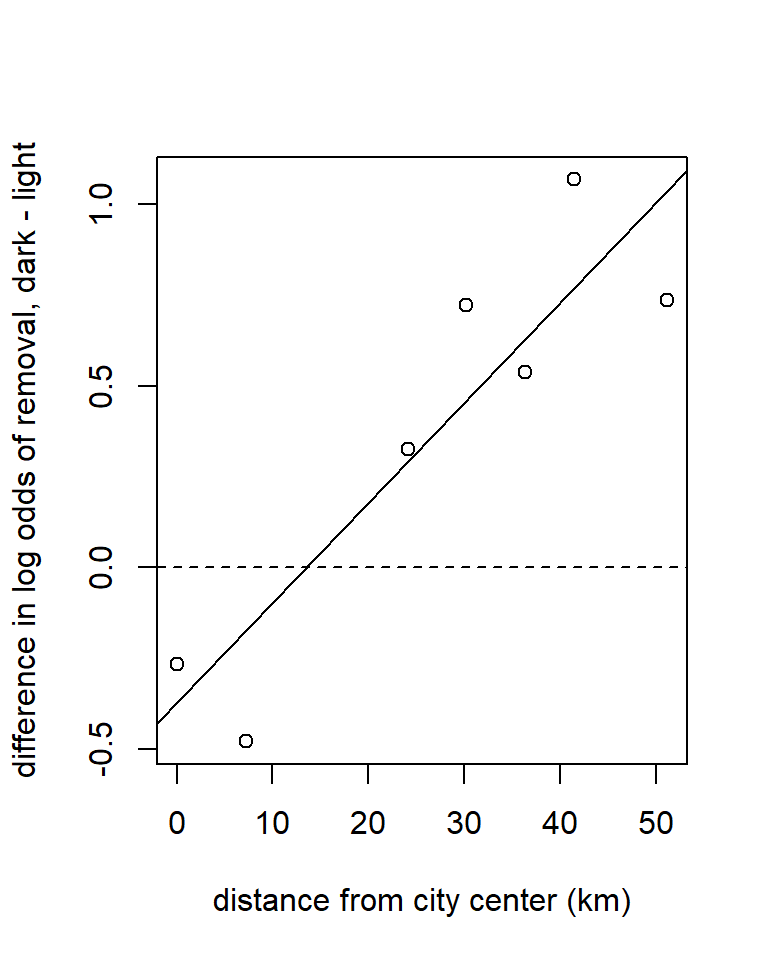 difference in log odds of removal, dark - light
1.0
0.5
0.0
-0.5
0 10 20 30 40 50
distance from city center (km)